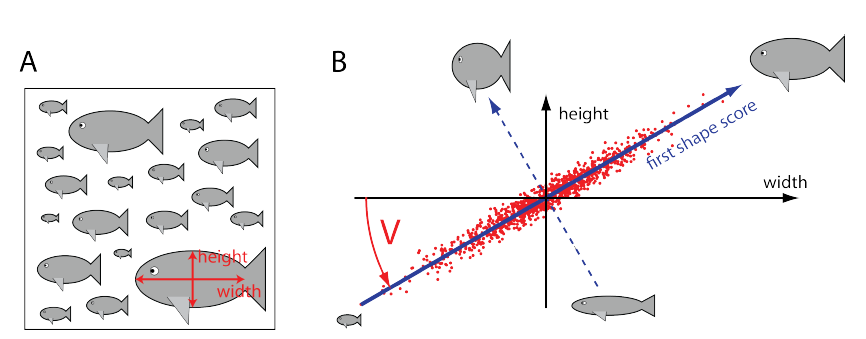 A
B
height
width
height
width
first shape score
V